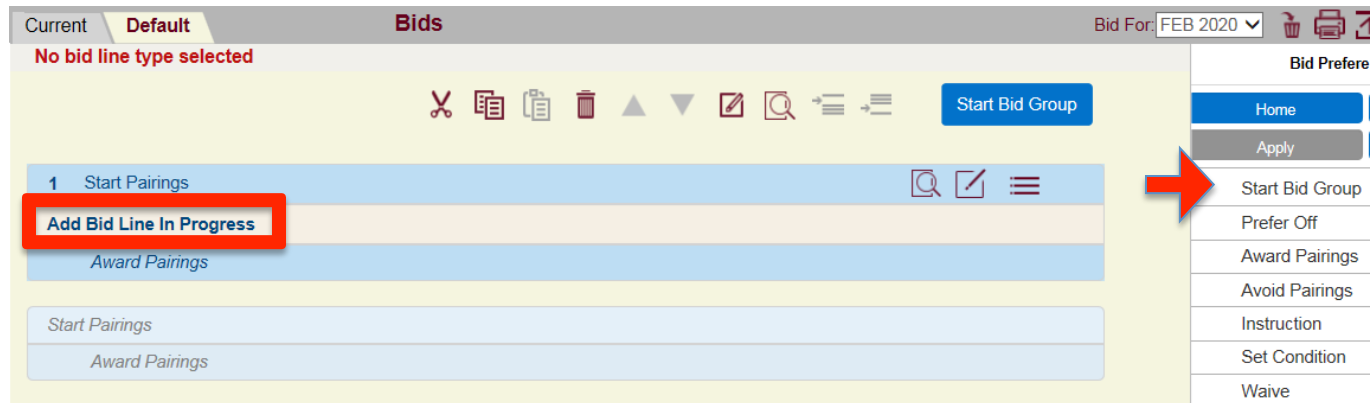 Current Default Bids Bid For: FEB 2020
No bid line type selected
Bid Prefere
Start Bid Group
Home
Apply
1 Start Pairings
Start Bid Group
Add Bid Line In Progress
Prefer Off
Award Pairings
Award Pairings
Avoid Pairings
Start Pairings
Instruction
Award Pairings
Set Condition
Waive